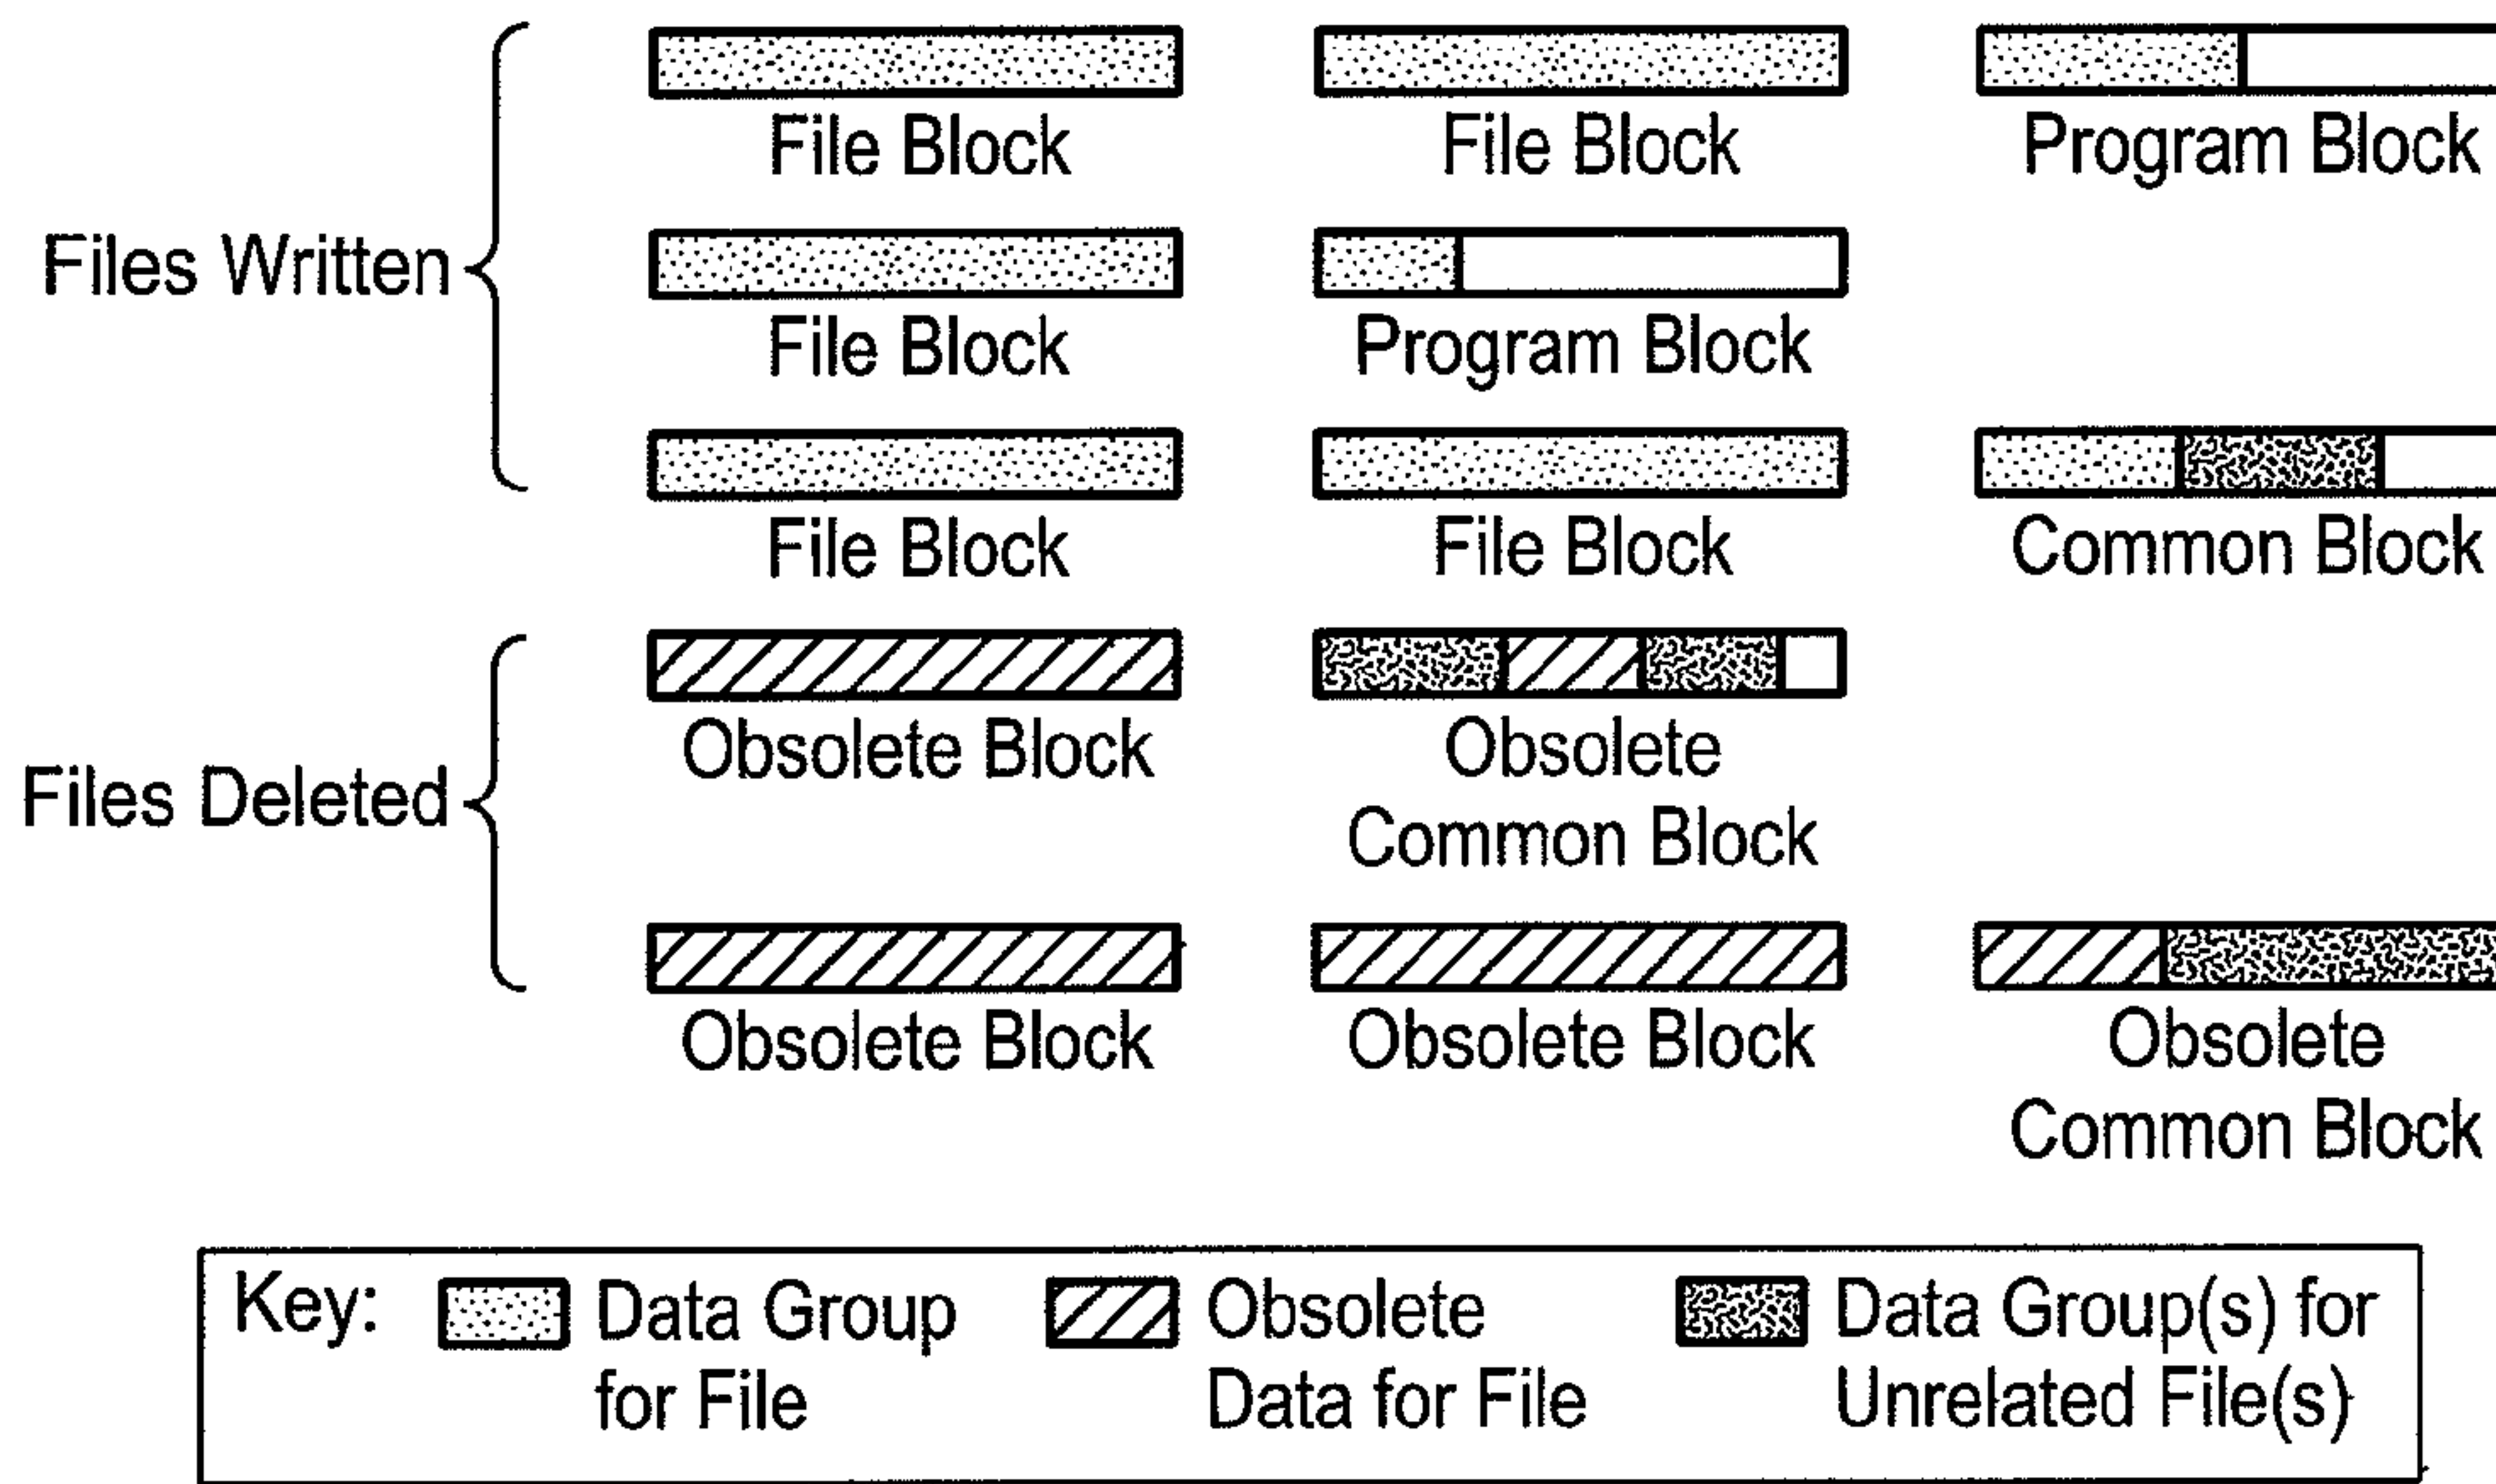 File Block
File Block
Program Block
Files Written
File Block
Program Block
File Block
File Block
Common Block
Obsolete Block
Obsolete
Common Block
Files Deleted
Obsolete Block
Obsolete Block
Obsolete
Common Block
Key:
Data Group
for File
Obsolete
Data for File
Data Group(s) for
Unrelated File(s)